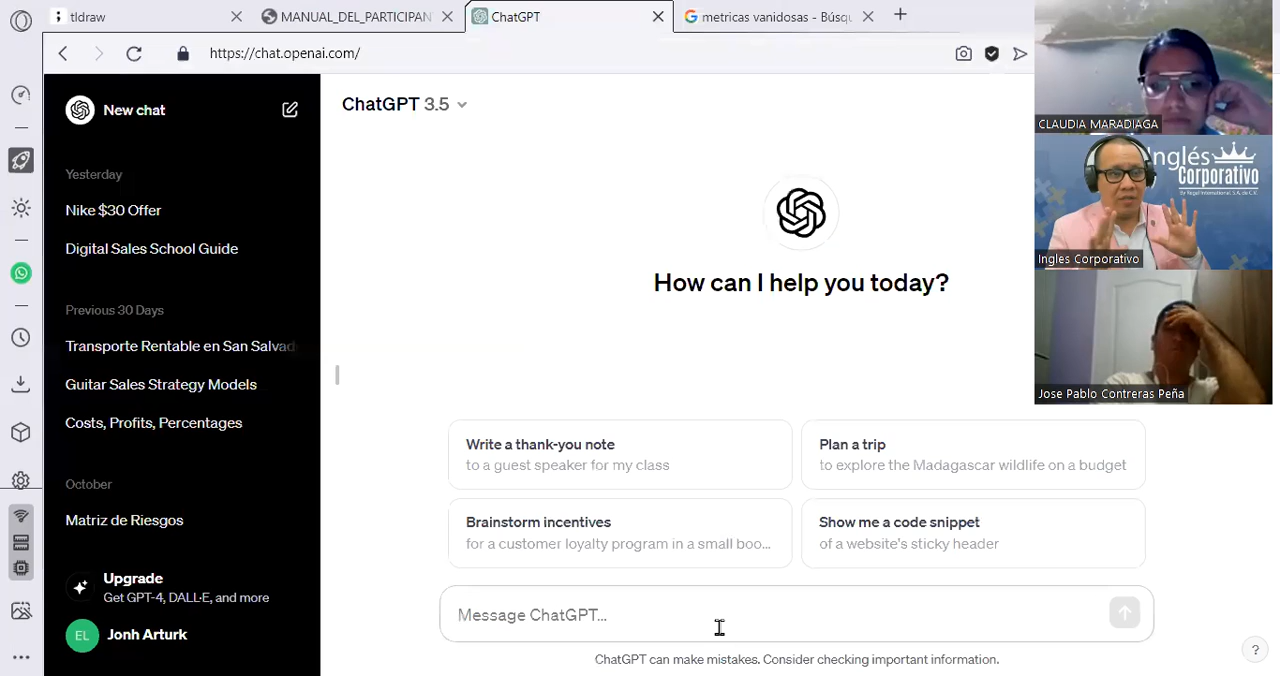 tldraw
MANUAL_DEL_PARTICIPAN
ChatGPT
metricas vanidosas - Búsqu
https://chat.openai.com/
New chat
ChatGPT 3.5
Yesterday
Nike $30 Offer
Digital Sales School Guide
Previous 30 Days
Transporte Rentable en San Salvad
Guitar Sales Strategy Models
Costs, Profits, Percentages
October
Matriz de Riesgos
Upgrade
Get GPT-4, DALL·E, and more
EL
Jonh Arturk
How can I help you today?
Write a thank-you note
to a guest speaker for my class
Plan a trip
to explore the Madagascar wildlife on a budget
Brainstorm incentives
for a customer loyalty program in a small boo...
Show me a code snippet
of a website's sticky header
Message ChatGPT...
ChatGPT can make mistakes. Consider checking important information.
?
CLAUDIA MARADIAGA
Inglés
Corporativo
by Regal International, S.A. de C.V.
Ingles Corporativo
Jose Pablo Contreras Peña